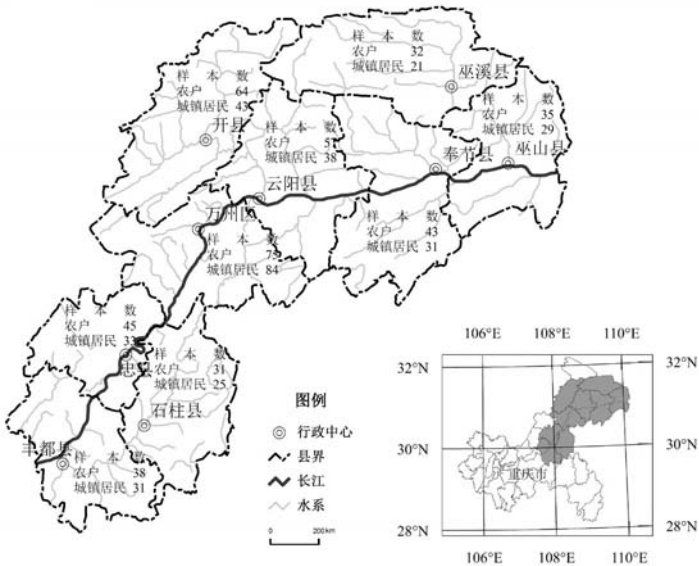 样 本 数
农户 32
城镇居民 21
巫溪县
样 本 数
农户 64
城镇居民 43
开县
样 本 数
农户 35
城镇居民 29
巫山县
样 本 数
农户 57
城镇居民 38
云阳县
奉节县
样 本 数
农户 43
城镇居民 31
万州区
样 本 数
农户 75
城镇居民 84
样 本 数
农户 45
城镇居民 33
忠县
样 本 数
农户 31
城镇居民 25
石柱县
丰都县
样 本 数
农户 38
城镇居民 31
图例
行政中心
县界
长江
水系
0 200km
106°E 108°E 110°E
32°N 32°N
30°N 30°N
重庆市
28°N 28°N
106°E 108°E 110°E